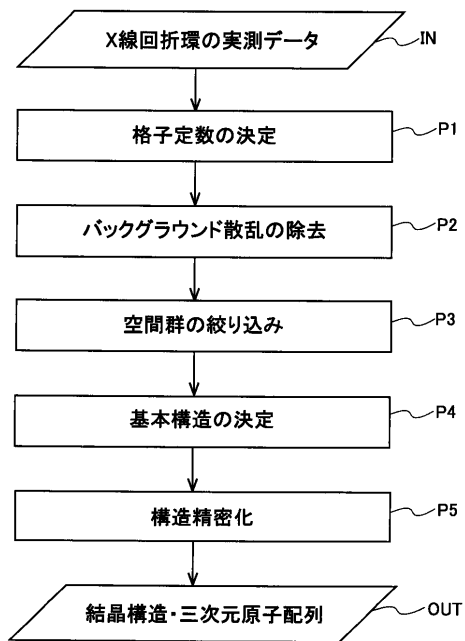 X線回折環の実測データ
IN
格子定数の決定
P1
バックグラウンド散乱の除去
P2
空間群の絞り込み
P3
基本構造の決定
P4
構造精密化
P5
結晶構造・三次元原子配列
OUT